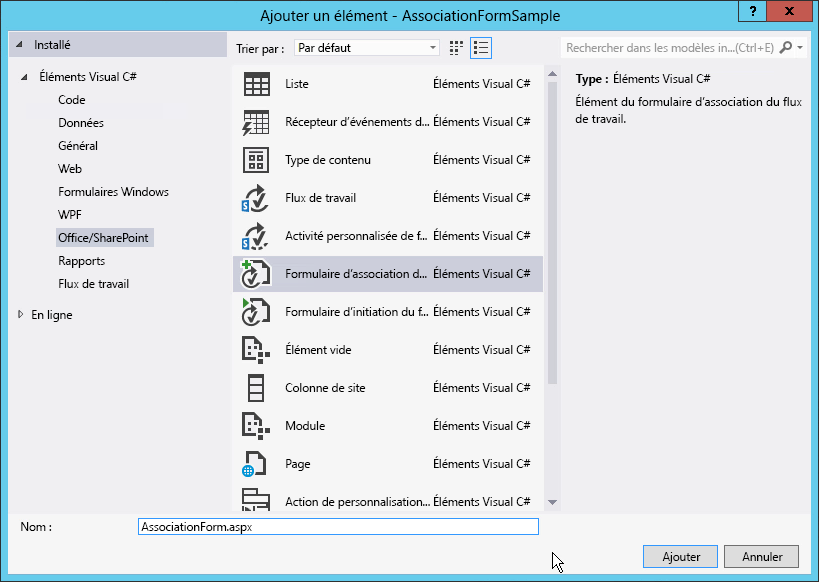 Ajouter un élément - AssociationFormSample
?
x
Installé
Trier par : Par défaut
Rechercher dans les modèles in...(Ctrl+E)
Éléments Visual C#
Code
Données
Général
Web
Formulaires Windows
WPF
Office/SharePoint
Rapports
Flux de travail
En ligne
Liste Éléments Visual C#
Récepteur d'événements d... Éléments Visual C#
Type de contenu Éléments Visual C#
Flux de travail Éléments Visual C#
Activité personnalisée de f... Éléments Visual C#
Formulaire d'association d... Éléments Visual C#
Formulaire d'initiation du f... Éléments Visual C#
Élément vide Éléments Visual C#
Colonne de site Éléments Visual C#
Module Éléments Visual C#
Page Éléments Visual C#
Action de personnalisation... Éléments Visual C#
Type : Éléments Visual C#
Élément du formulaire d'association du flux
de travail.
Nom : AssociationForm.aspx
Ajouter Annuler